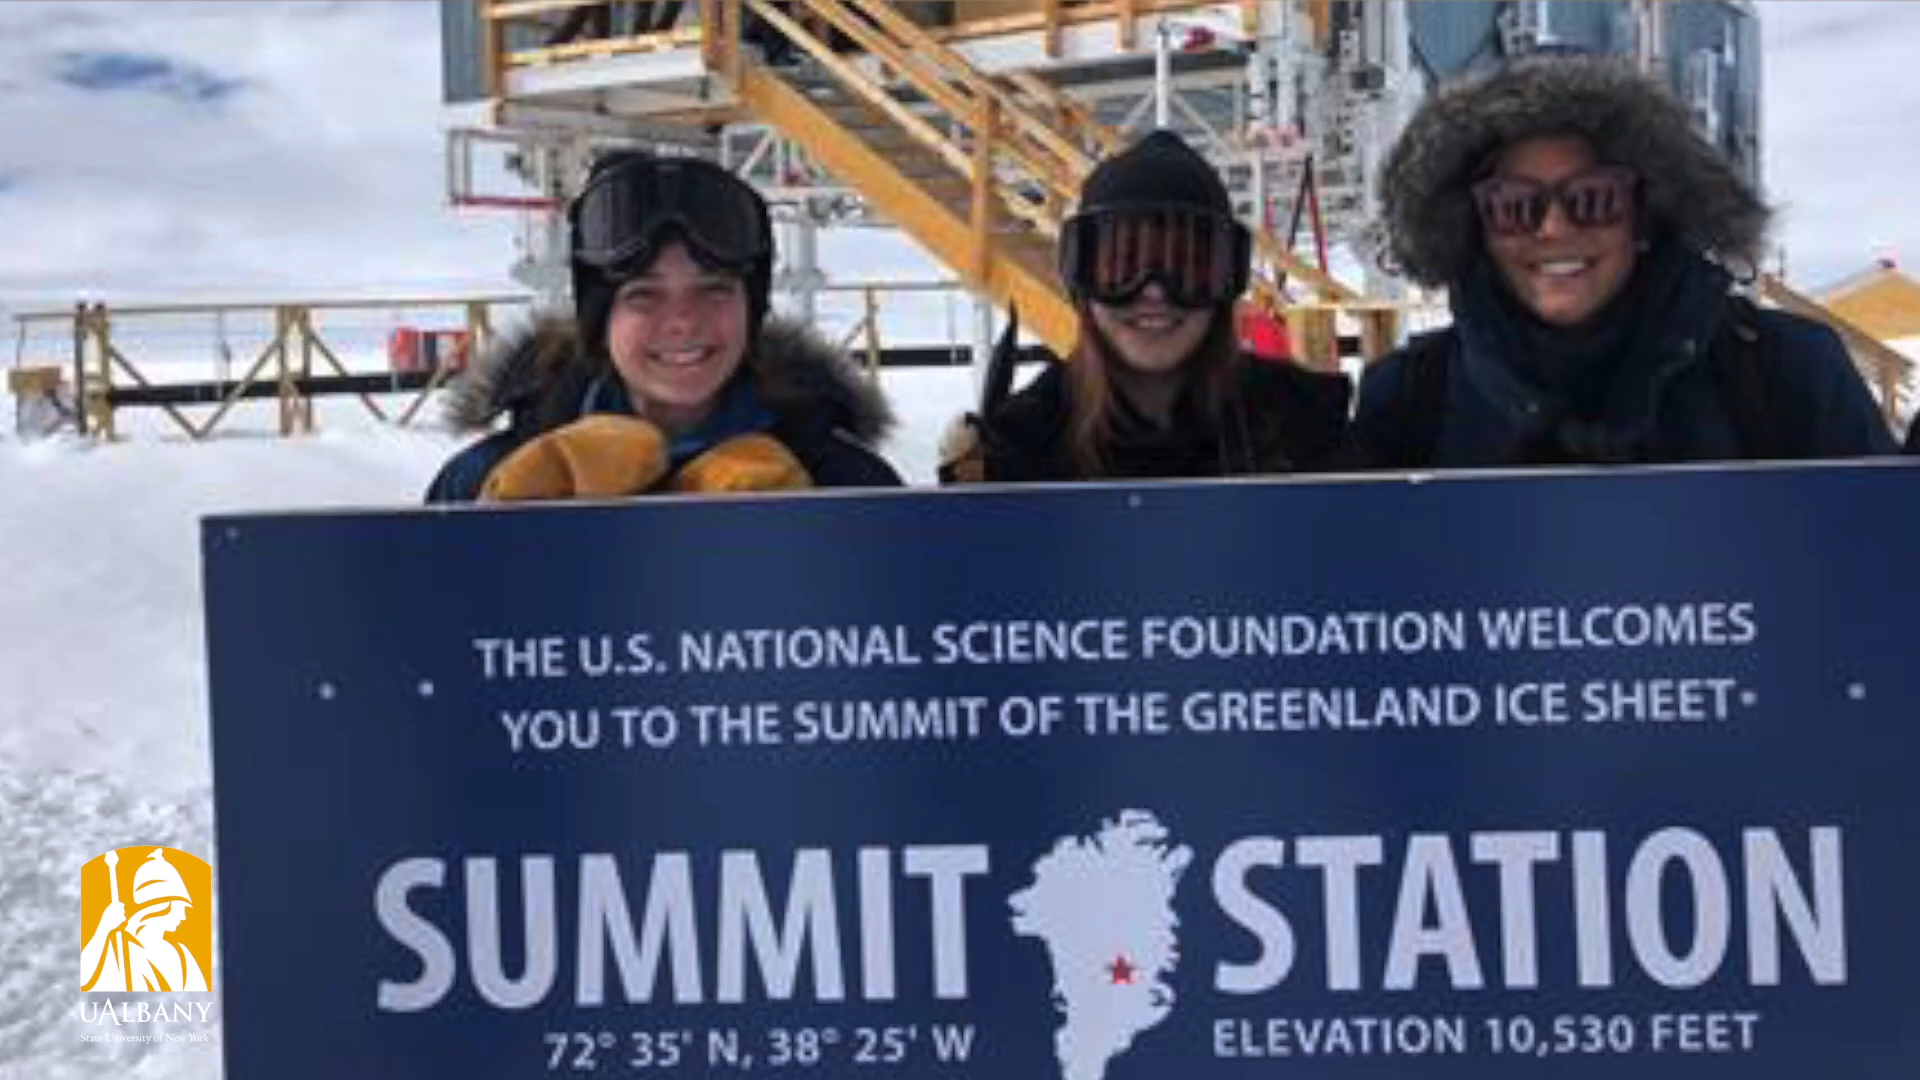 THE U.S. NATIONAL SCIENCE FOUNDATION WELCOMES
YOU TO THE SUMMIT OF THE GREENLAND ICE SHEET
SUMMIT STATION
72° 35' N, 38° 25' W
ELEVATION 10,530 FEET
UALBANY
State University of New York